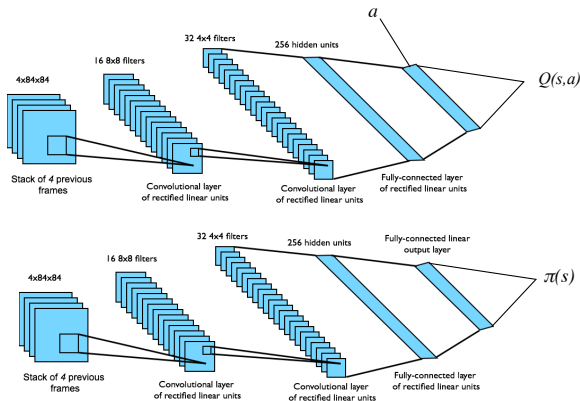 a
32 4x4 filters
256 hidden units
16 8x8 filters
4x84x84
Q(s,a)
Stack of 4 previous
frames
Convolutional layer
of rectified linear units
Convolutional layer
of rectified linear units
Fully-connected layer
of rectified linear units
32 4x4 filters
256 hidden units
Fully-connected linear
output layer
16 8x8 filters
4x84x84
π(s)
Stack of 4 previous
frames
Convolutional layer
of rectified linear units
Convolutional layer
of rectified linear units
Fully-connected layer
of rectified linear units